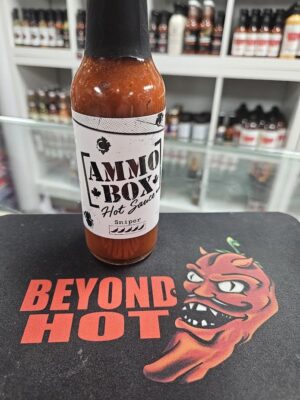 AMMO
BOX
Hot Sauce
Sniper
BEYOND
HOT